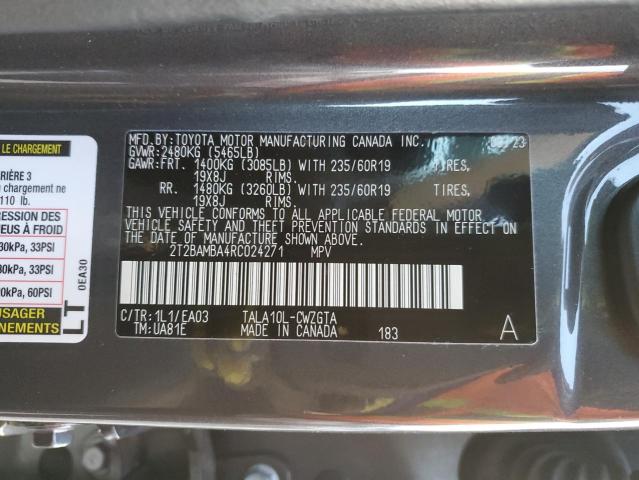 LE CHARGEMENT
RIÈRE 3
chargement ne
110 lb.
RESSION DES
NEUS À FROID
30kPa, 33PSI
30kPa, 33PSI
20kPa, 60PSI
USAGER
NNEMENTS
LT
0EA30
MFD.BY:TOYOTA MOTOR MANUFACTURING CANADA INC.
GVWR:2480KG (5465LB)
GAWR:FRT. 1400KG (3085LB) WITH 235/60R19 TIRES,
19X8J RIMS.
RR. 1480KG (3260LB) WITH 235/60R19 TIRES,
19X8J RIMS.
THIS VEHICLE CONFORMS TO ALL APPLICABLE FEDERAL MOTOR
VEHICLE SAFETY AND THEFT PREVENTION STANDARDS IN EFFECT
ON THE DATE OF MANUFACTURE SHOWN ABOVE.
2T2BAMBA4RC024271 MPV
C/TR:1L1/EA03 TALA10L-CWZGTA
TM:UA81E MADE IN CANADA 183 A